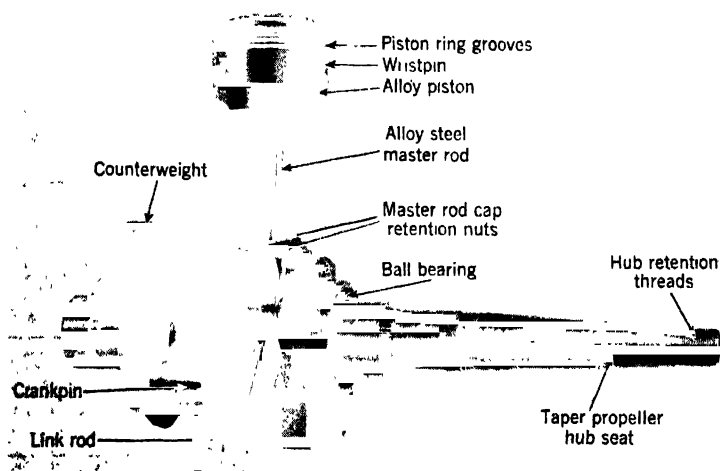 Piston ring grooves
Wristpin
Alloy piston
Alloy steel
master rod
Counterweight
Master rod cap
retention nuts
Ball bearing
Hub retention
threads
Crankpin
Taper propeller
hub seat
Link rod